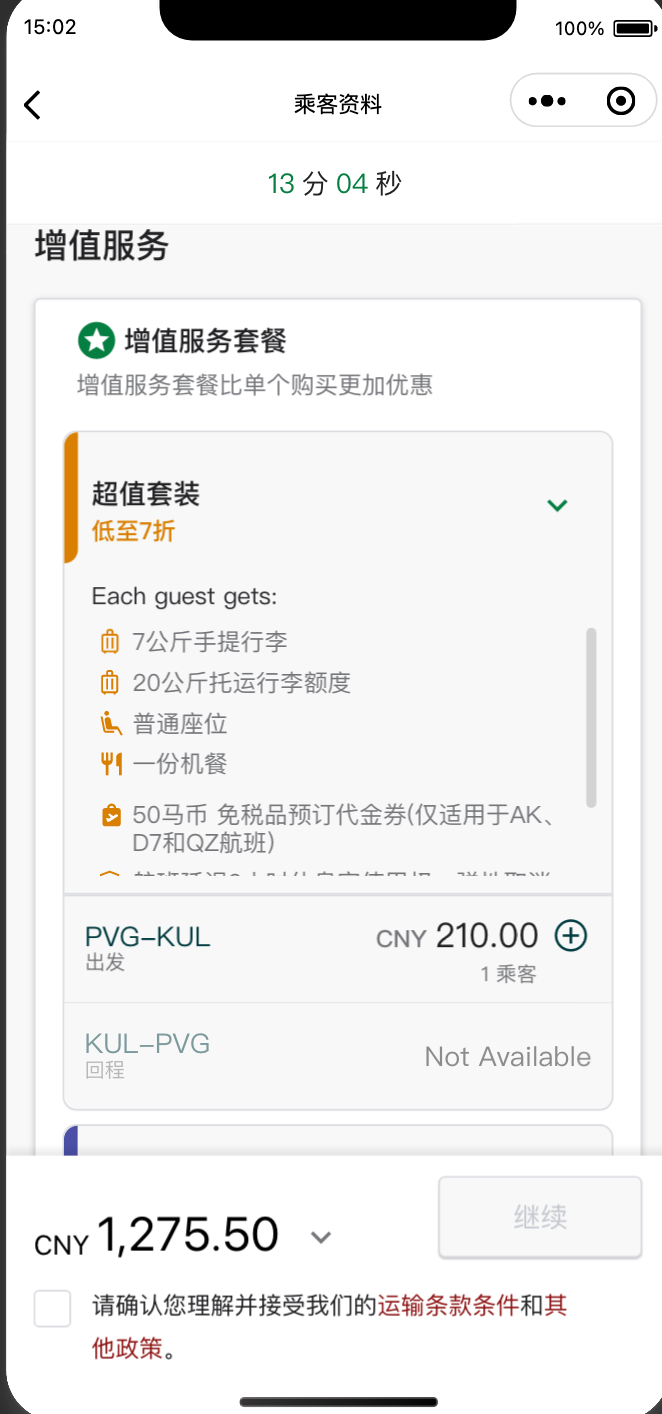 15:02
100%
乘客资料
13 分 04 秒
增值服务
增值服务套餐
增值服务套餐比单个购买更加优惠
超值套装
低至7折
Each guest gets:
7公斤手提行李
20公斤托运行李额度
普通座位
一份机餐
50马币 免税品预订代金券(仅适用于AK、
D7和QZ航班)
PVG–KUL
CNY 210.00
出发
1 乘客
KUL–PVG
Not Available
回程
CNY 1,275.50
继续
请确认您理解并接受我们的运输条款条件和其
他政策。